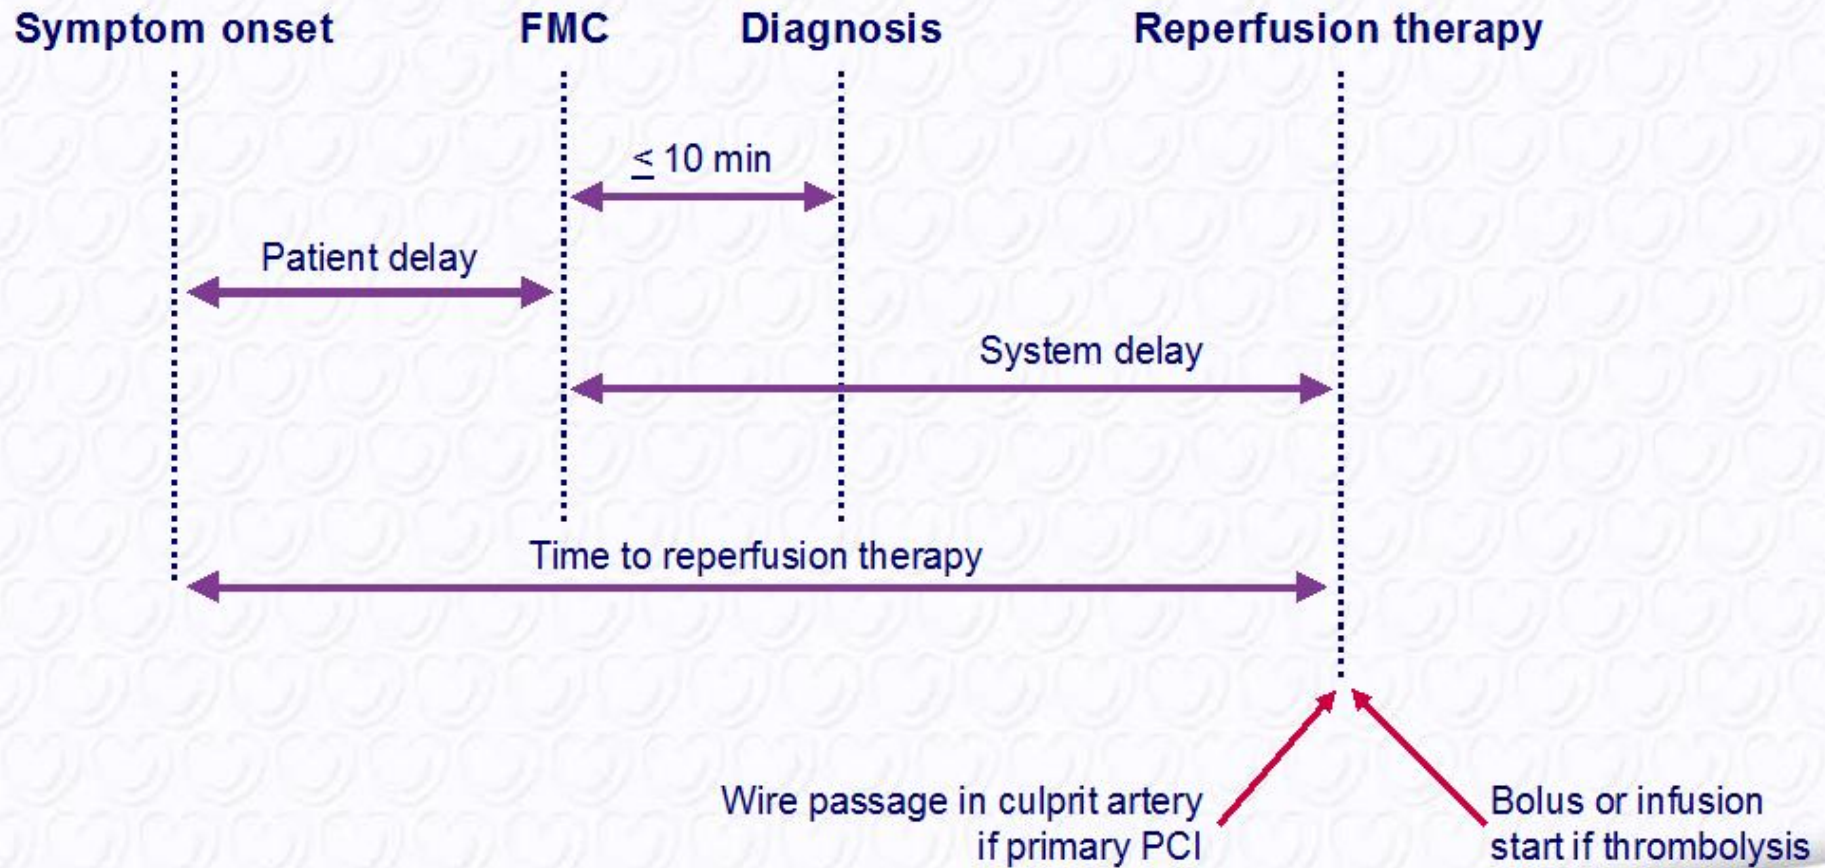 Symptom onset FMC Diagnosis Reperfusion therapy
≤ 10 min
Patient delay
System delay
Time to reperfusion therapy
Wire passage in culprit artery
if primary PCI
Bolus or infusion
start if thrombolysis